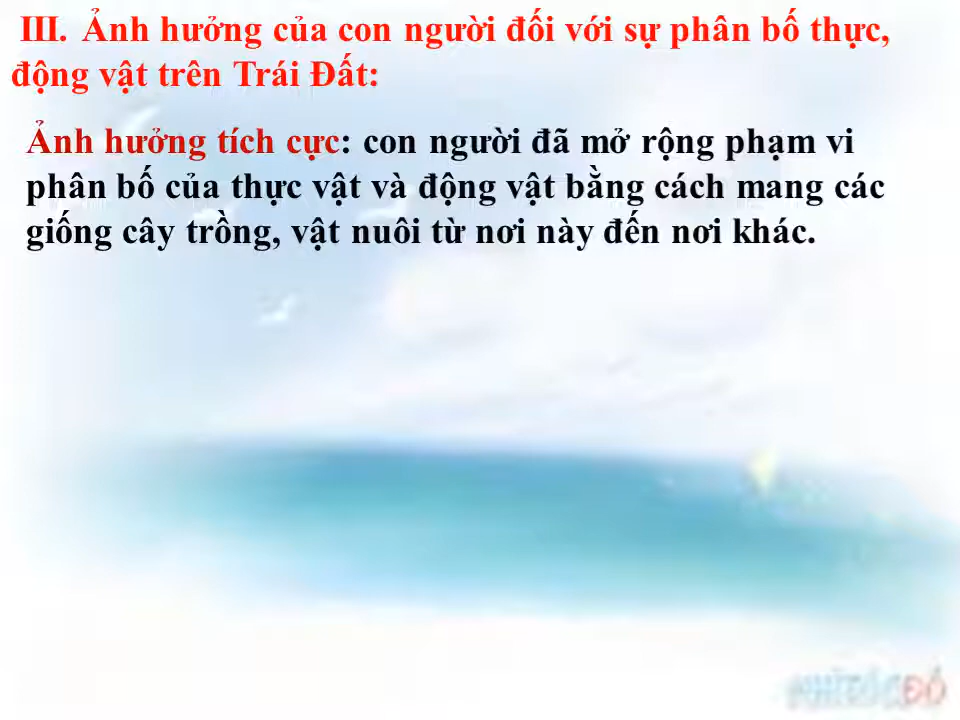 III. Ảnh hưởng của con người đối với sự phân bố thực,
động vật trên Trái Đất:
Ảnh hưởng tích cực: con người đã mở rộng phạm vi
phân bố của thực vật và động vật bằng cách mang các
giống cây trồng, vật nuôi từ nơi này đến nơi khác.